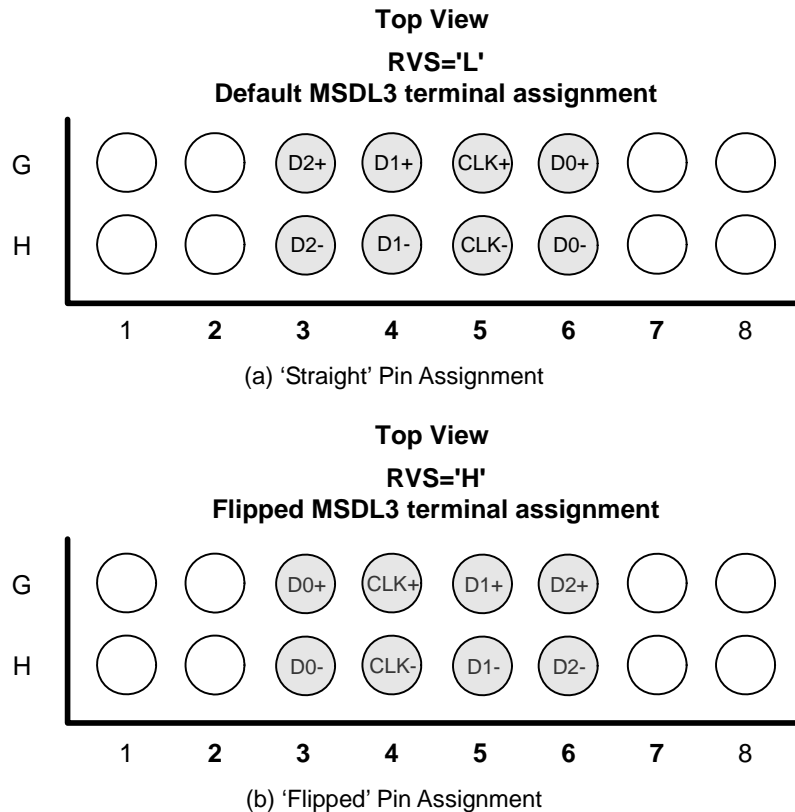 Top View
RVS='L'
Default MSDL3 terminal assignment
G D2+ D1+ CLK+ D0+
H D2- D1- CLK- D0-
1 2 3 4 5 6 7 8
(a) ‘Straight’ Pin Assignment
Top View
RVS='H'
Flipped MSDL3 terminal assignment
G D0+ CLK+ D1+ D2+
H D0- CLK- D1- D2-
1 2 3 4 5 6 7 8
(b) ‘Flipped’ Pin Assignment